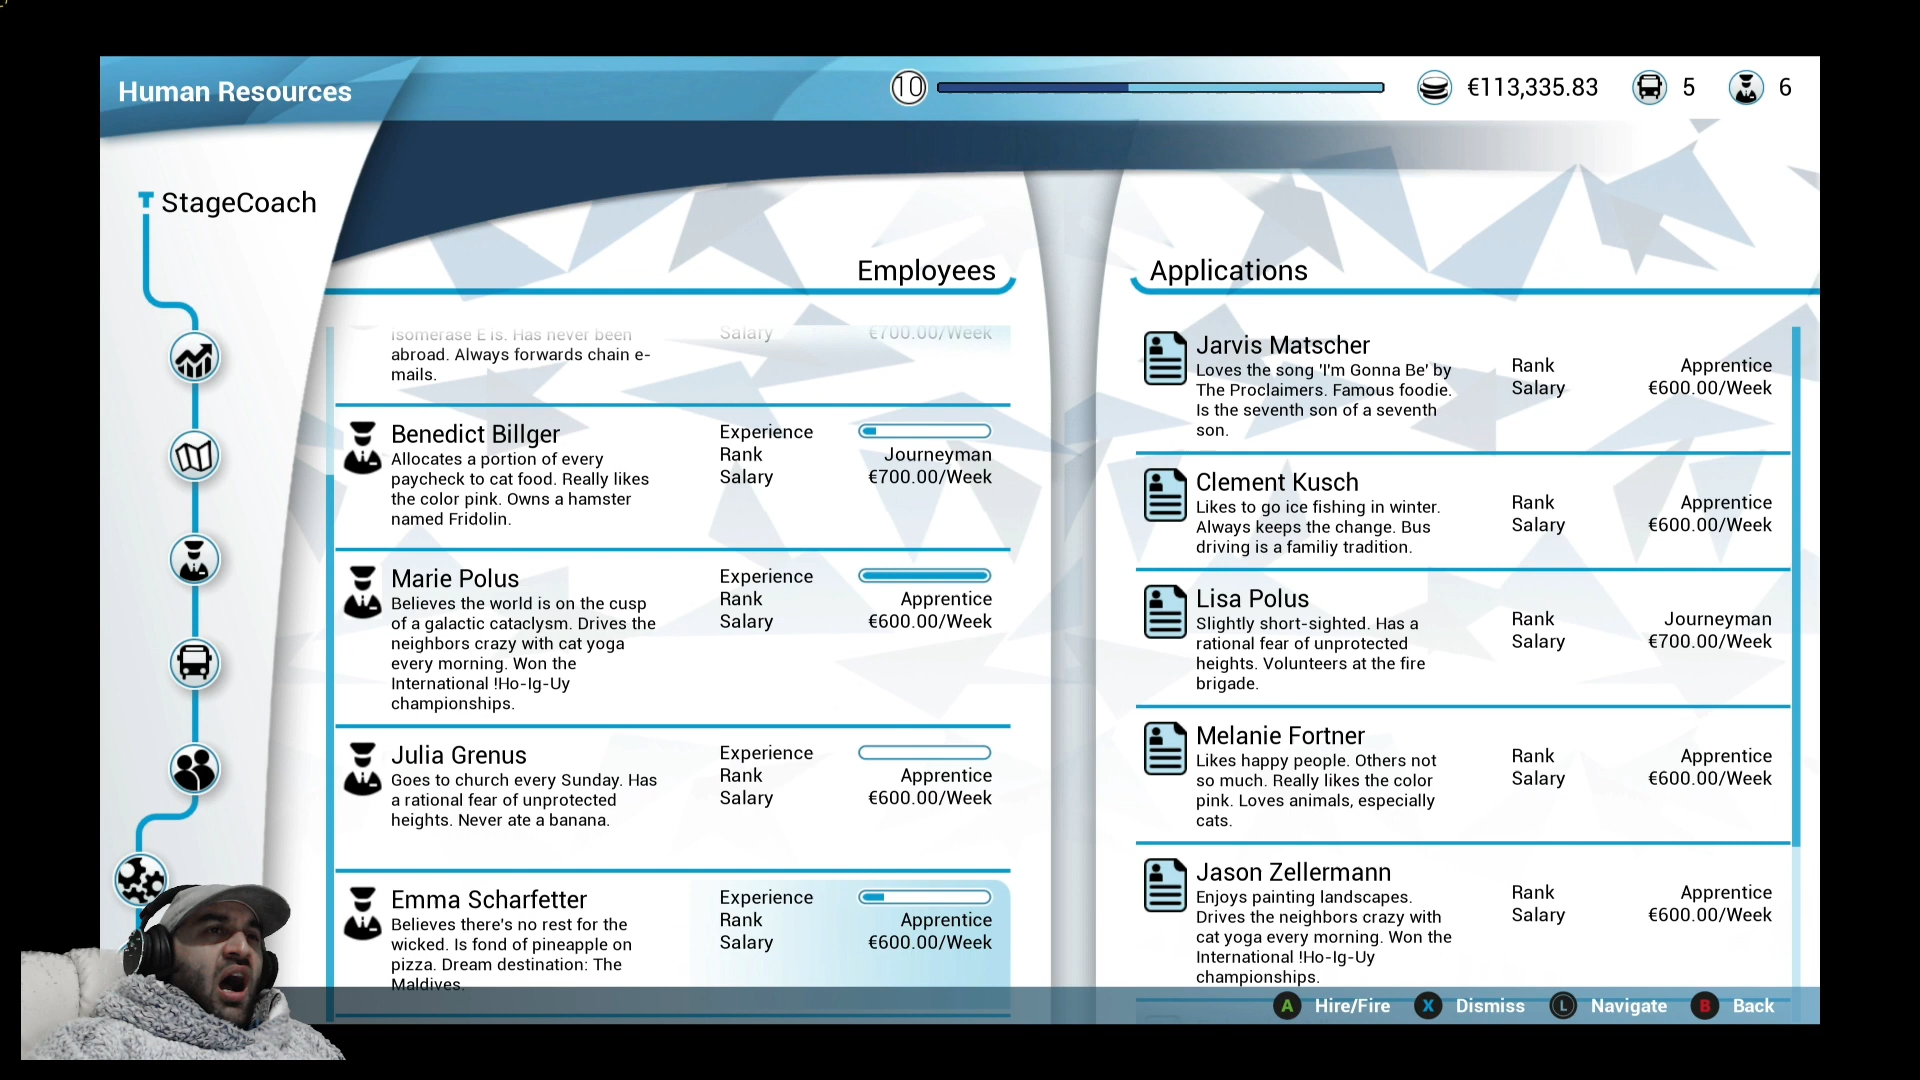 Human Resources
10
€113,335.83
5
6
StageCoach
Employees
Isomerase E is. Has never been
abroad. Always forwards chain e-
mails.
Salary
€700.00/Week
Benedict Billger
Allocates a portion of every
paycheck to cat food. Really likes
the color pink. Owns a hamster
named Fridolin.
Experience
Rank
Journeyman
Salary
€700.00/Week
Marie Polus
Believes the world is on the cusp
of a galactic cataclysm. Drives the
neighbors crazy with cat yoga
every morning. Won the
International !Ho-Ig-Uy
championships.
Experience
Rank
Apprentice
Salary
€600.00/Week
Julia Grenus
Goes to church every Sunday. Has
a rational fear of unprotected
heights. Never ate a banana.
Experience
Rank
Apprentice
Salary
€600.00/Week
Emma Scharfetter
Believes there's no rest for the
wicked. Is fond of pineapple on
pizza. Dream destination: The
Maldives.
Experience
Rank
Apprentice
Salary
€600.00/Week
Applications
Jarvis Matscher
Loves the song 'I'm Gonna Be' by
The Proclaimers. Famous foodie.
Is the seventh son of a seventh
son.
Rank
Apprentice
Salary
€600.00/Week
Clement Kusch
Likes to go ice fishing in winter.
Always keeps the change. Bus
driving is a familiy tradition.
Rank
Apprentice
Salary
€600.00/Week
Lisa Polus
Slightly short-sighted. Has a
rational fear of unprotected
heights. Volunteers at the fire
brigade.
Rank
Journeyman
Salary
€700.00/Week
Melanie Fortner
Likes happy people. Others not
so much. Really likes the color
pink. Loves animals, especially
cats.
Rank
Apprentice
Salary
€600.00/Week
Jason Zellermann
Enjoys painting landscapes.
Drives the neighbors crazy with
cat yoga every morning. Won the
International !Ho-Ig-Uy
championships.
Rank
Apprentice
Salary
€600.00/Week
A Hire/Fire
X Dismiss
L Navigate
B Back